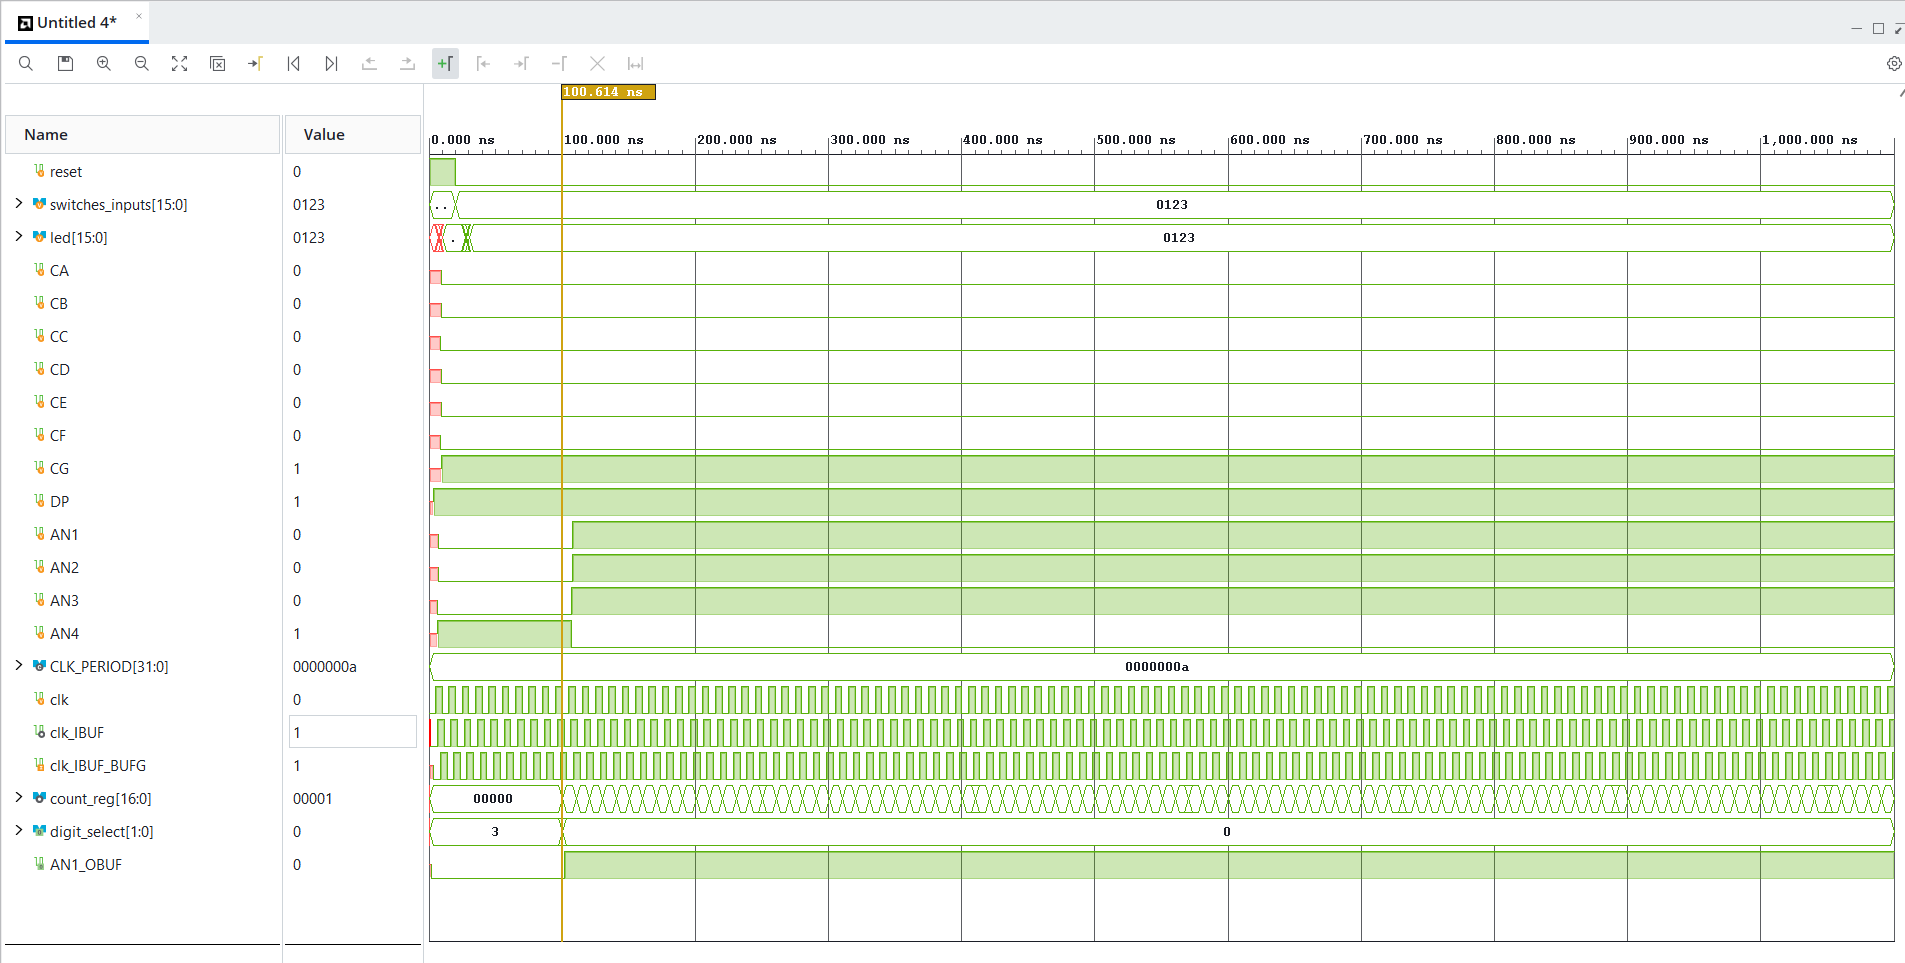 Untitled 4*
100.614 ns
Name Value
0.000 ns 100.000 ns 200.000 ns 300.000 ns 400.000 ns 500.000 ns 600.000 ns 700.000 ns 800.000 ns 900.000 ns 1,000.000 ns
reset 0
switches_inputs[15:0] 0123 .. 0123
led[15:0] 0123 . 0123
CA 0
CB 0
CC 0
CD 0
CE 0
CF 0
CG 1
DP 1
AN1 0
AN2 0
AN3 0
AN4 1
CLK_PERIOD[31:0] 0000000a 0000000a
clk 0
clk_IBUF 1
clk_IBUF_BUFG 1
count_reg[16:0] 00001 00000
digit_select[1:0] 0 3 0
AN1_OBUF 0